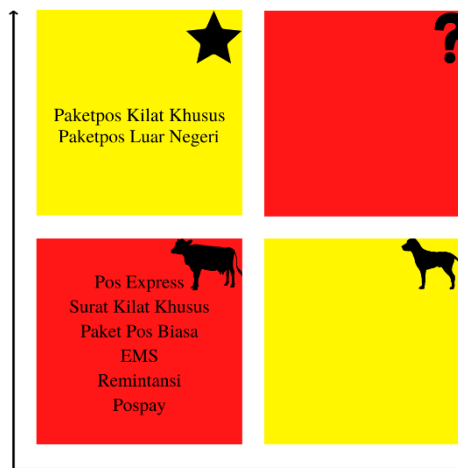 ?
Paketpos Kilat Khusus
Paketpos Luar Negeri
Pos Express
Surat Kilat Khusus
Paket Pos Biasa
EMS
Remintansi
Pospay